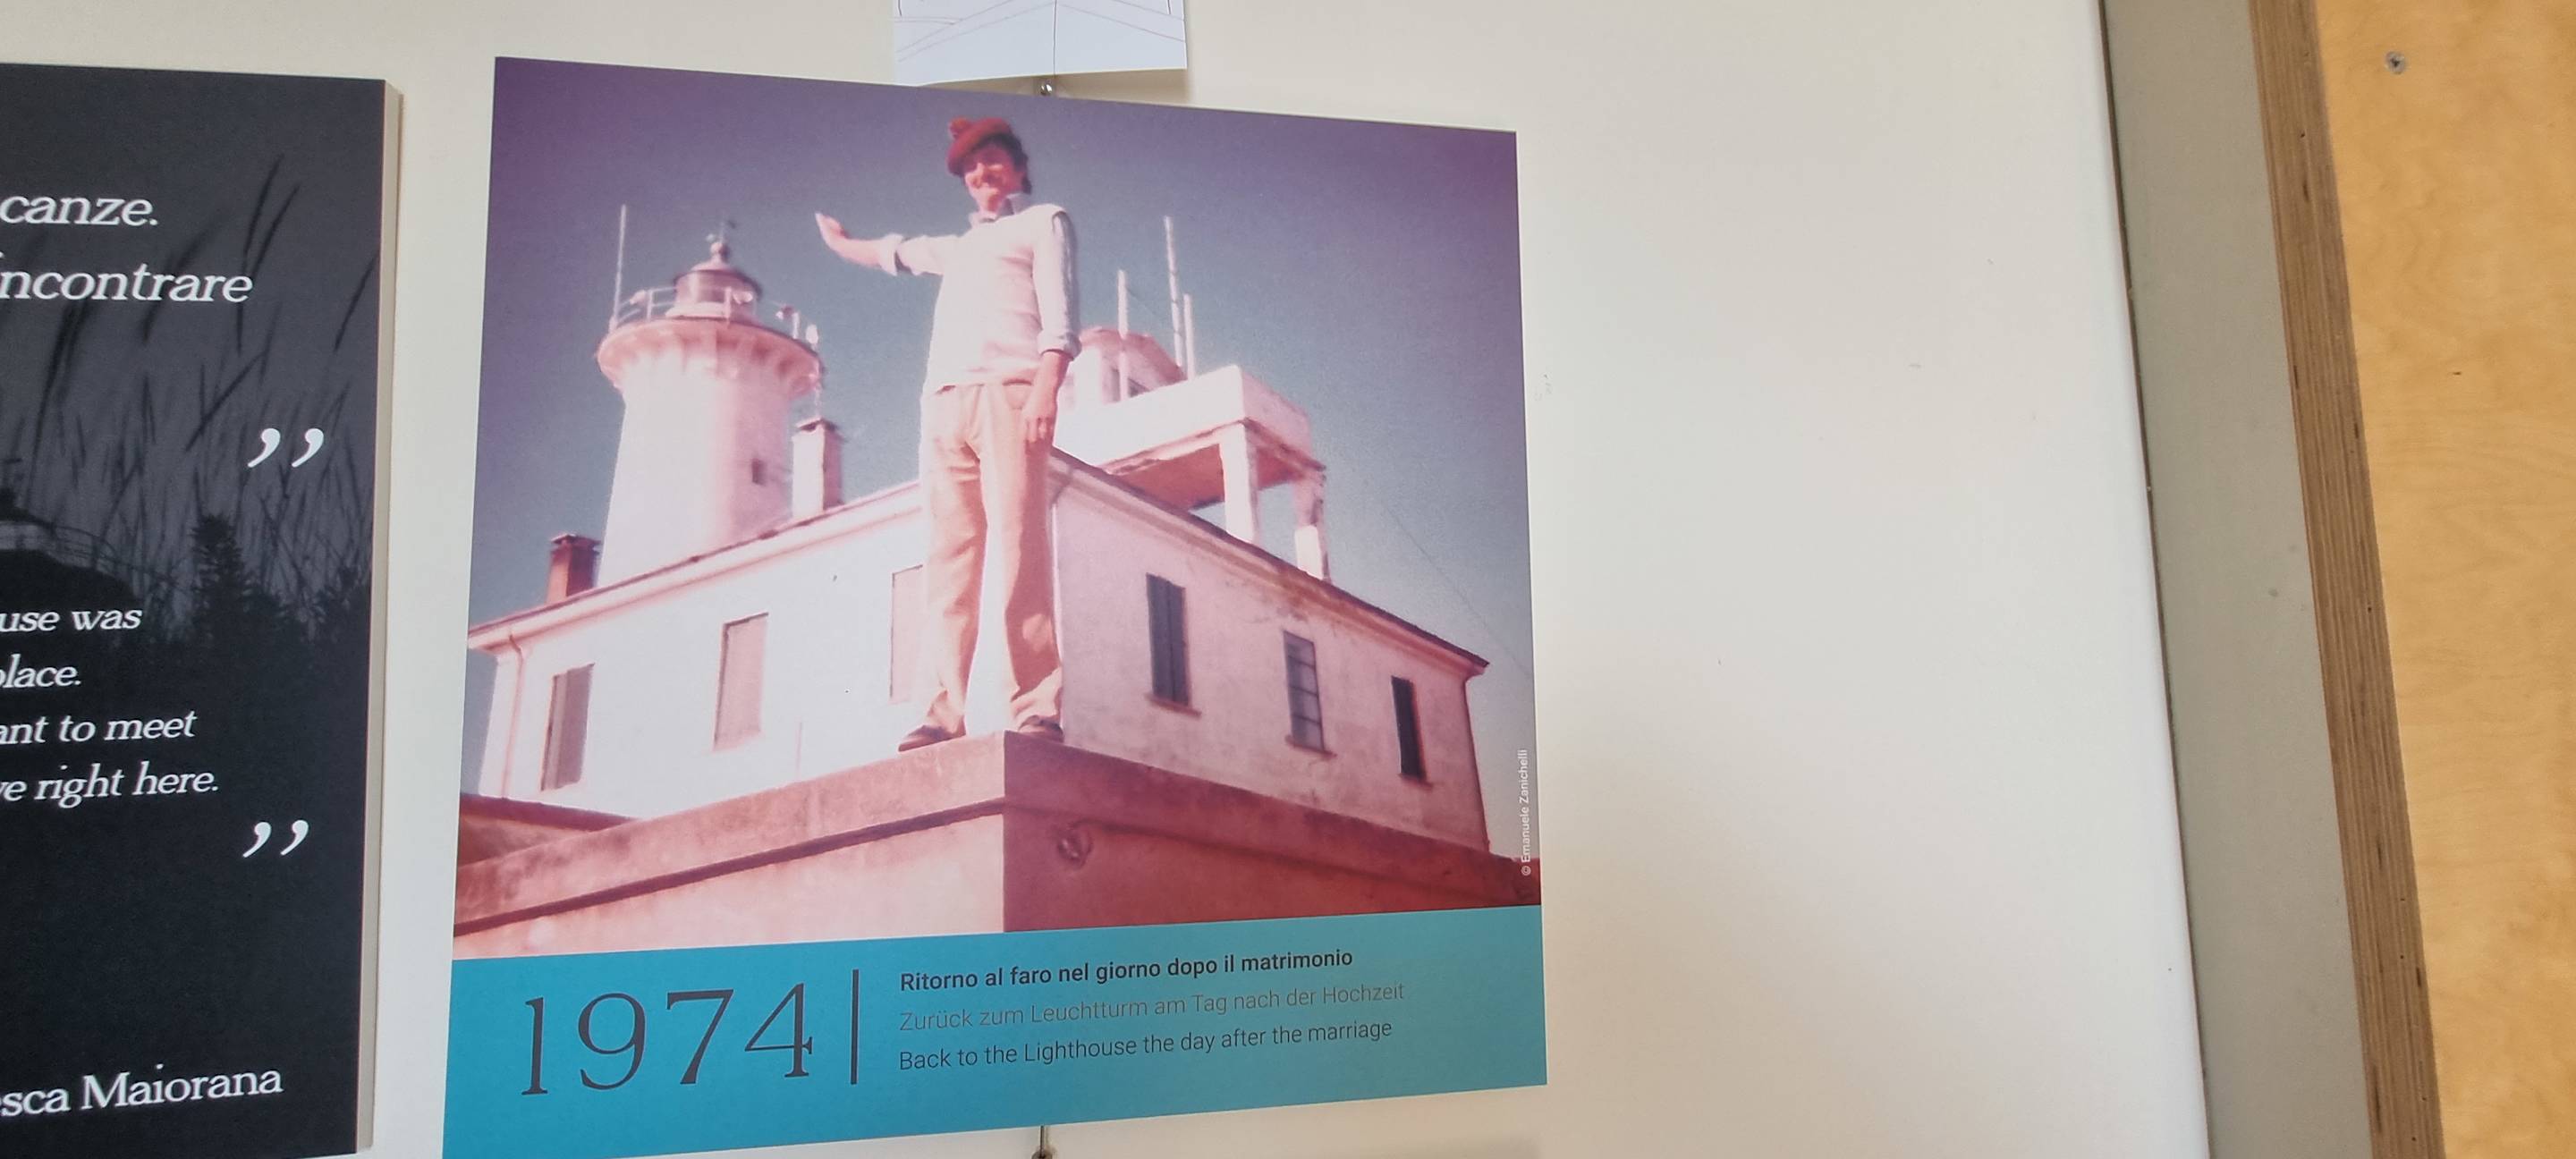 canze.
ncontrare
”
use was
place.
ant to meet
ve right here.
”
esca Maiorana
© Emanuele Zanichelli
1974
Ritorno al faro nel giorno dopo il matrimonio
Zurück zum Leuchtturm am Tag nach der Hochzeit
Back to the Lighthouse the day after the marriage